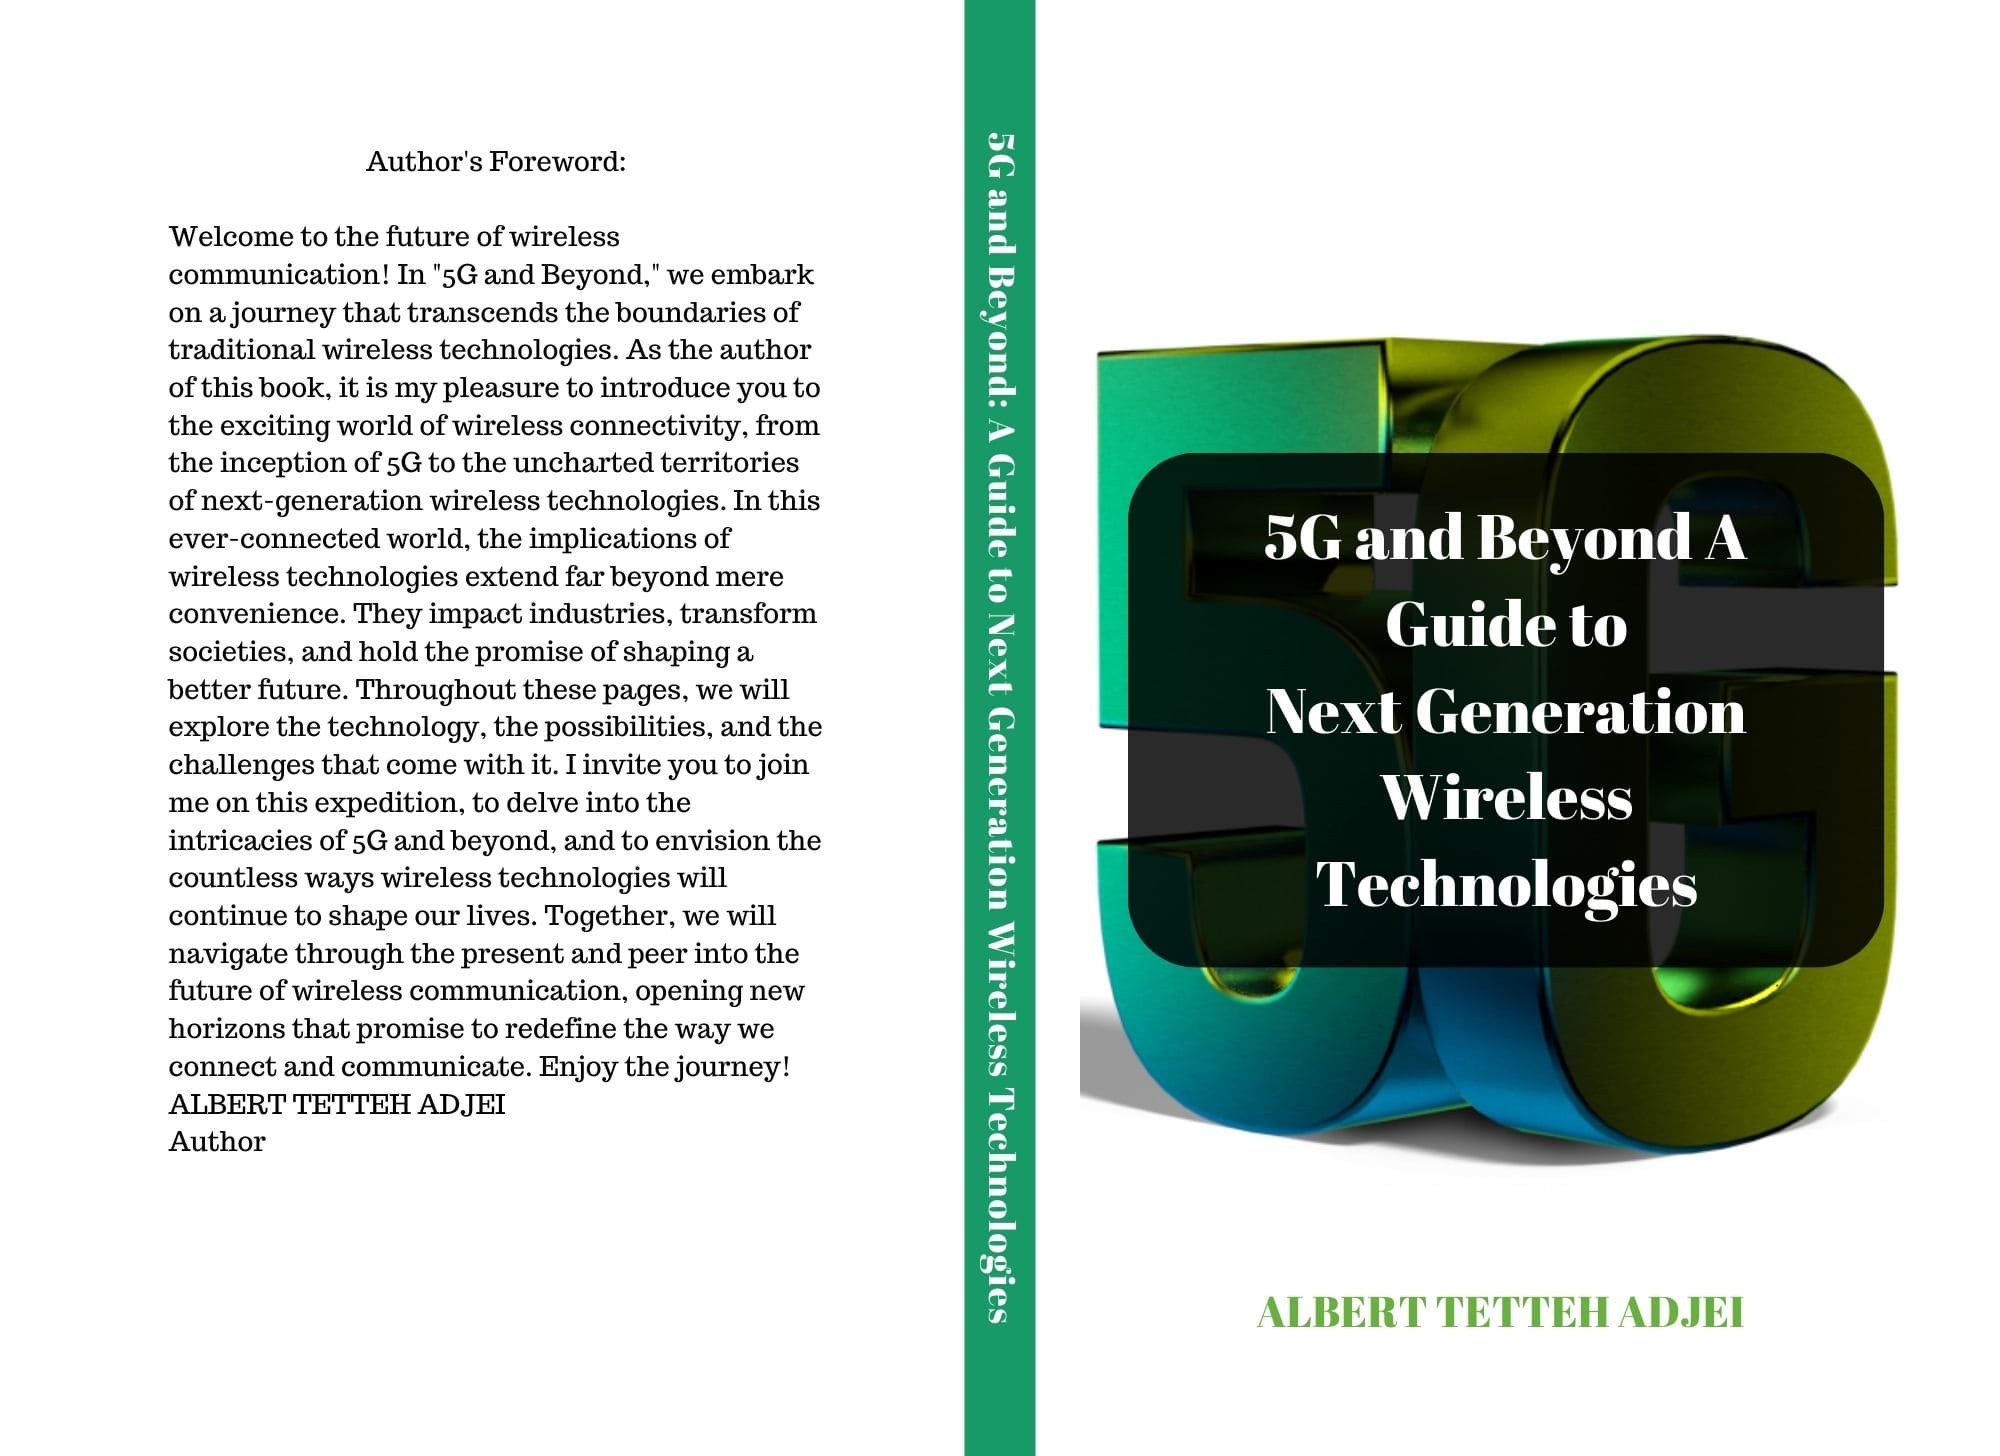 Author's Foreword:
Welcome to the future of wireless
communication! In "5G and Beyond," we embark
on a journey that transcends the boundaries of
traditional wireless technologies. As the author
of this book, it is my pleasure to introduce you to
the exciting world of wireless connectivity, from
the inception of 5G to the uncharted territories
of next-generation wireless technologies. In this
ever-connected world, the implications of
wireless technologies extend far beyond mere
convenience. They impact industries, transform
societies, and hold the promise of shaping a
better future. Throughout these pages, we will
explore the technology, the possibilities, and the
challenges that come with it. I invite you to join
me on this expedition, to delve into the
intricacies of 5G and beyond, and to envision the
countless ways wireless technologies will
continue to shape our lives. Together, we will
navigate through the present and peer into the
future of wireless communication, opening new
horizons that promise to redefine the way we
connect and communicate. Enjoy the journey!
ALBERT TETTEH ADJEI
Author
5G and Beyond: A Guide to Next Generation Wireless Technologies
5G
5G and Beyond A
Guide to
Next Generation
Wireless
Technologies
ALBERT TETTEH ADJEI